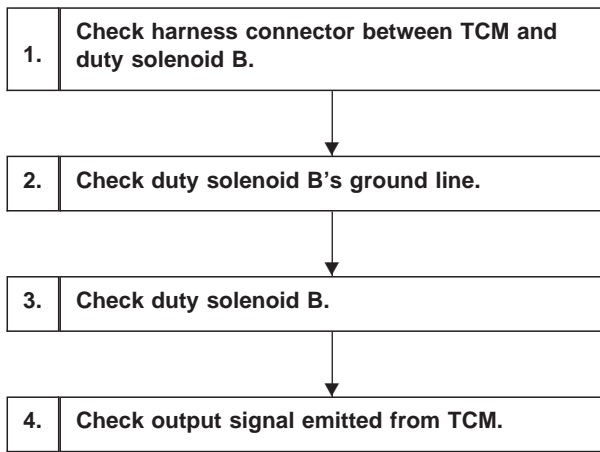 1. Check harness connector between TCM and
duty solenoid B.
2. Check duty solenoid B’s ground line.
3. Check duty solenoid B.
4. Check output signal emitted from TCM.